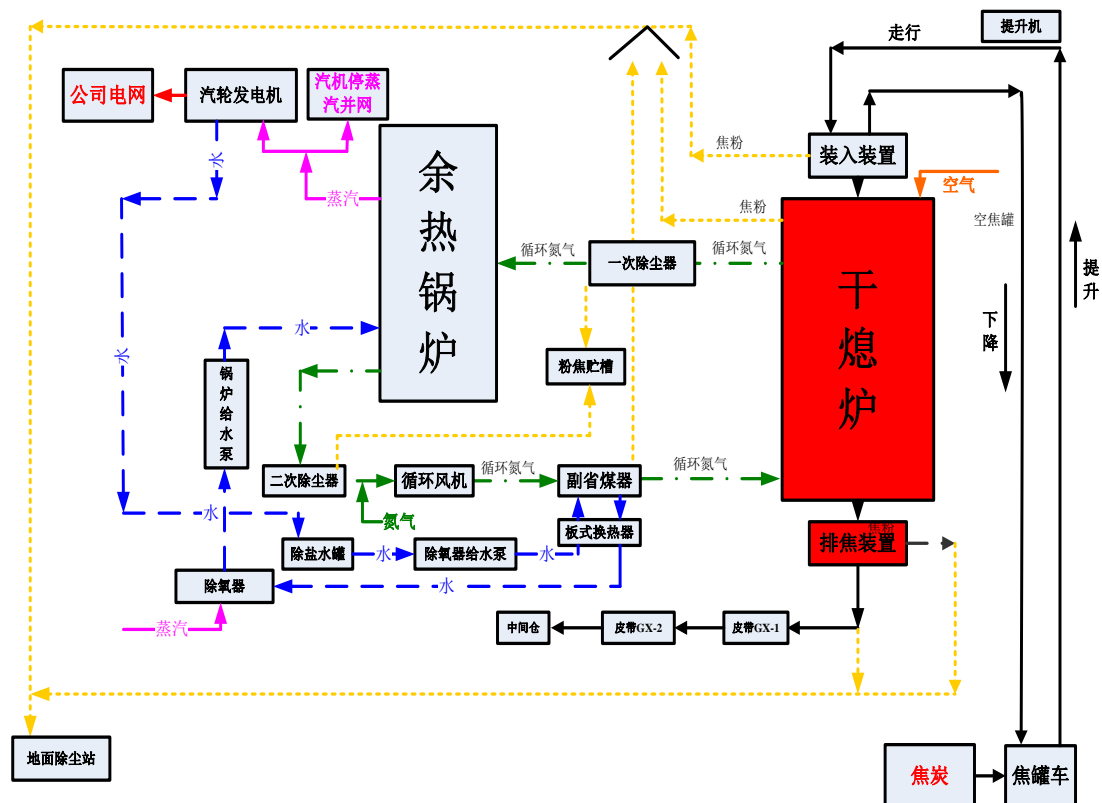 提升机
走行
公司电网
汽轮发电机
汽机停蒸
汽并网
水
蒸汽
余热锅炉
焦粉
装入装置
空气
焦粉
空焦罐
循环氮气
一次除尘器
循环氮气
干熄炉
提升
下降
水
水
锅炉给水泵
粉焦贮槽
二次除尘器
循环风机
循环氮气
副省煤器
循环氮气
氮气
水
除盐水罐
水
除氧器给水泵
水
板式换热器
焦粉
排焦装置
除氧器
水
蒸汽
中间仓
皮带GX-2
皮带GX-1
地面除尘站
焦炭
焦罐车